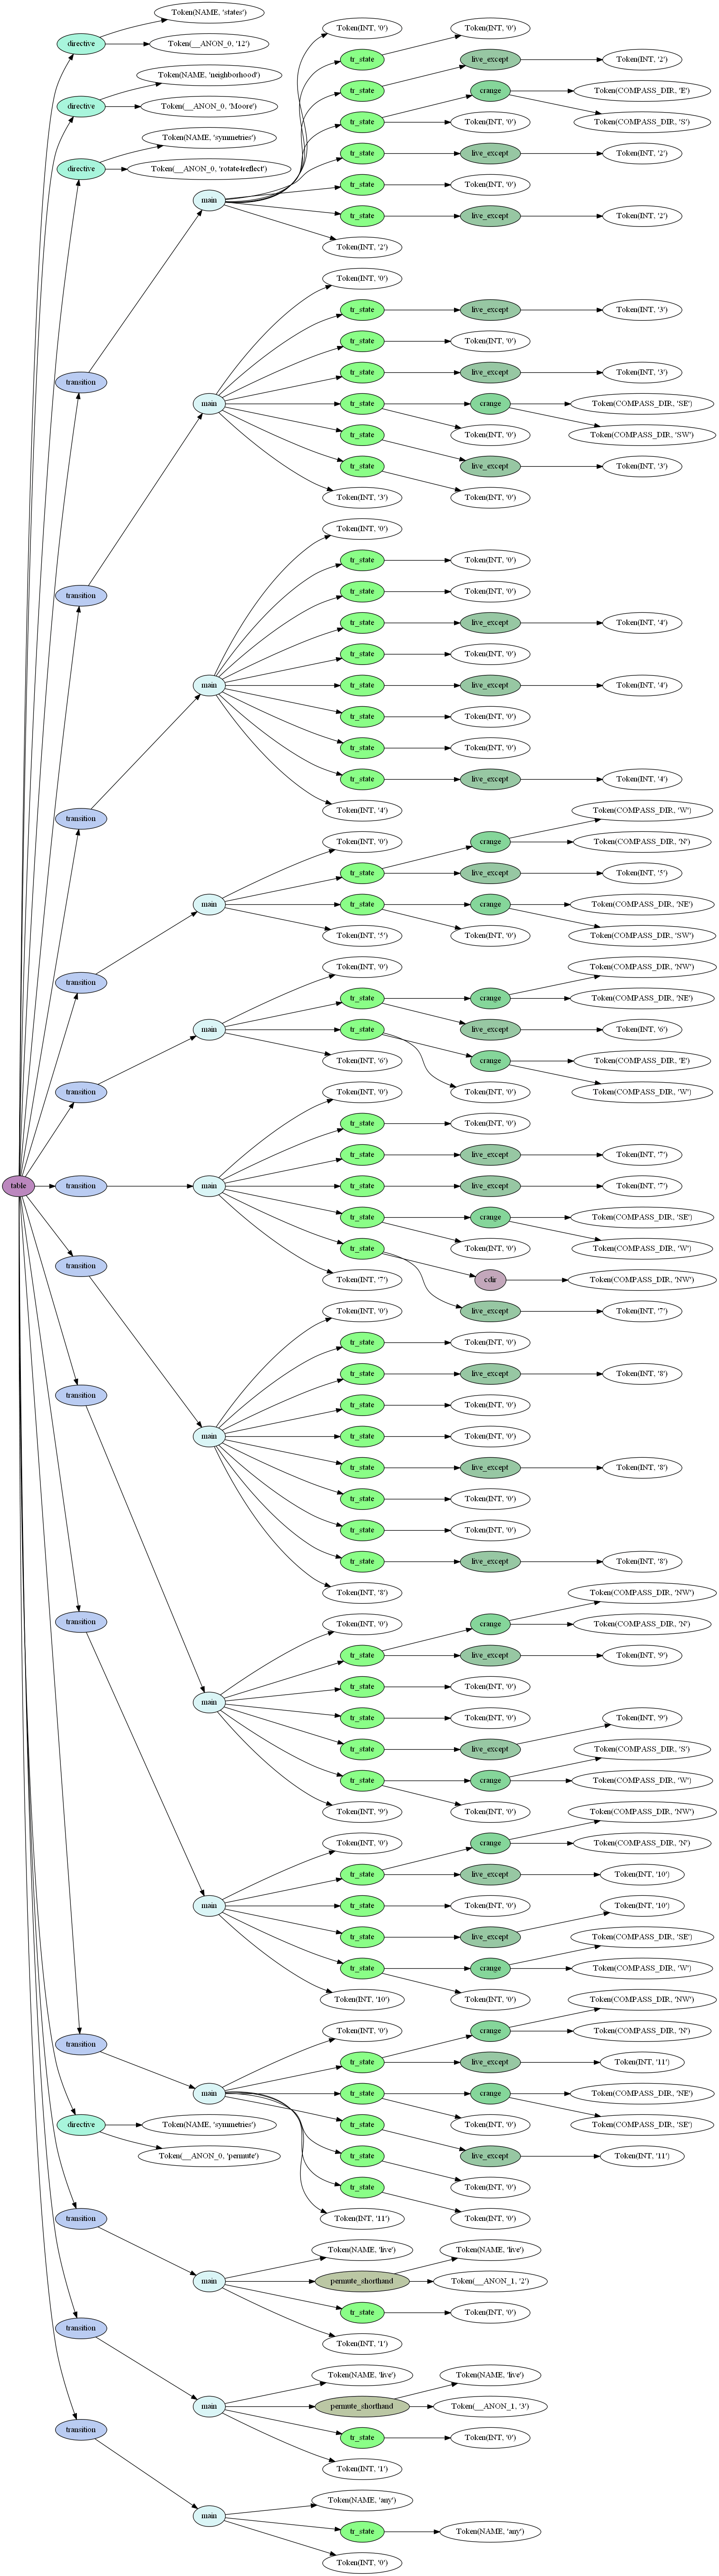 Token(NAME, 'states')
Token(INT, '0') Token(INT, '0')
directive Token(__ANON_0, '12')
tr_state live_except Token(INT, '2')
directive Token(NAME, 'neighborhood')
tr_state crange Token(COMPASS_DIR, 'E')
Token(__ANON_0, 'Moore')
tr_state Token(INT, '0') Token(COMPASS_DIR, 'S')
Token(NAME, 'symmetries')
tr_state live_except Token(INT, '2')
directive Token(__ANON_0, 'rotate4reflect')
tr_state Token(INT, '0')
main
tr_state live_except Token(INT, '2')
Token(INT, '2')
Token(INT, '0')
tr_state live_except Token(INT, '3')
tr_state Token(INT, '0')
transition
tr_state live_except Token(INT, '3')
main tr_state crange Token(COMPASS_DIR, 'SE')
tr_state Token(INT, '0') Token(COMPASS_DIR, 'SW')
tr_state live_except Token(INT, '3')
Token(INT, '3') Token(INT, '0')
Token(INT, '0')
tr_state Token(INT, '0')
transition
tr_state Token(INT, '0')
tr_state live_except Token(INT, '4')
tr_state Token(INT, '0')
main tr_state live_except Token(INT, '4')
tr_state Token(INT, '0')
tr_state Token(INT, '0')
tr_state live_except Token(INT, '4')
Token(INT, '4') Token(COMPASS_DIR, 'W')
transition
Token(INT, '0') crange Token(COMPASS_DIR, 'N')
tr_state live_except Token(INT, '5')
main tr_state crange Token(COMPASS_DIR, 'NE')
Token(INT, '5') Token(INT, '0') Token(COMPASS_DIR, 'SW')
Token(INT, '0') Token(COMPASS_DIR, 'NW')
transition
tr_state crange Token(COMPASS_DIR, 'NE')
main tr_state live_except Token(INT, '6')
Token(INT, '6') crange Token(COMPASS_DIR, 'E')
transition
Token(INT, '0') Token(INT, '0') Token(COMPASS_DIR, 'W')
tr_state Token(INT, '0')
tr_state live_except Token(INT, '7')
table transition main tr_state live_except Token(INT, '7')
tr_state crange Token(COMPASS_DIR, 'SE')
tr_state Token(INT, '0') Token(COMPASS_DIR, 'W')
transition
Token(INT, '7') cdir Token(COMPASS_DIR, 'NW')
Token(INT, '0') live_except Token(INT, '7')
tr_state Token(INT, '0')
tr_state live_except Token(INT, '8')
transition
tr_state Token(INT, '0')
main tr_state Token(INT, '0')
tr_state live_except Token(INT, '8')
tr_state Token(INT, '0')
tr_state Token(INT, '0')
tr_state live_except Token(INT, '8')
Token(INT, '8') Token(COMPASS_DIR, 'NW')
transition
Token(INT, '0') crange Token(COMPASS_DIR, 'N')
tr_state live_except Token(INT, '9')
tr_state Token(INT, '0')
main
tr_state Token(INT, '0') Token(INT, '9')
tr_state live_except Token(COMPASS_DIR, 'S')
tr_state crange Token(COMPASS_DIR, 'W')
Token(INT, '9') Token(INT, '0') Token(COMPASS_DIR, 'NW')
Token(INT, '0') crange Token(COMPASS_DIR, 'N')
tr_state live_except Token(INT, '10')
main tr_state Token(INT, '0') Token(INT, '10')
tr_state live_except Token(COMPASS_DIR, 'SE')
tr_state crange Token(COMPASS_DIR, 'W')
Token(INT, '10') Token(INT, '0') Token(COMPASS_DIR, 'NW')
Token(INT, '0') crange Token(COMPASS_DIR, 'N')
transition
tr_state live_except Token(INT, '11')
main tr_state crange Token(COMPASS_DIR, 'NE')
directive Token(NAME, 'symmetries') tr_state Token(INT, '0') Token(COMPASS_DIR, 'SE')
Token(__ANON_0, 'permute') tr_state live_except Token(INT, '11')
tr_state Token(INT, '0')
transition Token(INT, '11') Token(INT, '0')
Token(NAME, 'live') Token(NAME, 'live')
main permute_shorthand Token(__ANON_1, '2')
tr_state Token(INT, '0')
transition
Token(INT, '1')
Token(NAME, 'live') Token(NAME, 'live')
main permute_shorthand Token(__ANON_1, '3')
transition
tr_state Token(INT, '0')
Token(INT, '1')
Token(NAME, 'any')
main
tr_state Token(NAME, 'any')
Token(INT, '0')